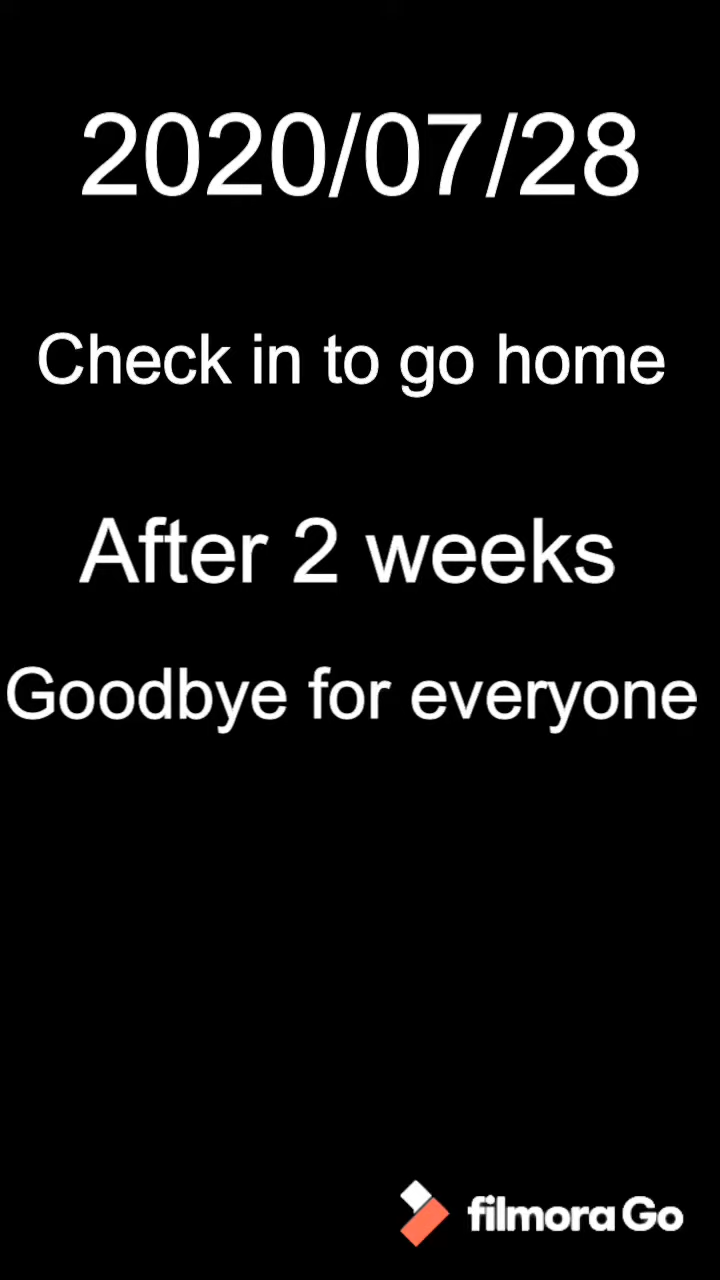 2020/07/28
Check in to go home
After 2 weeks
Goodbye for everyone
filmora Go